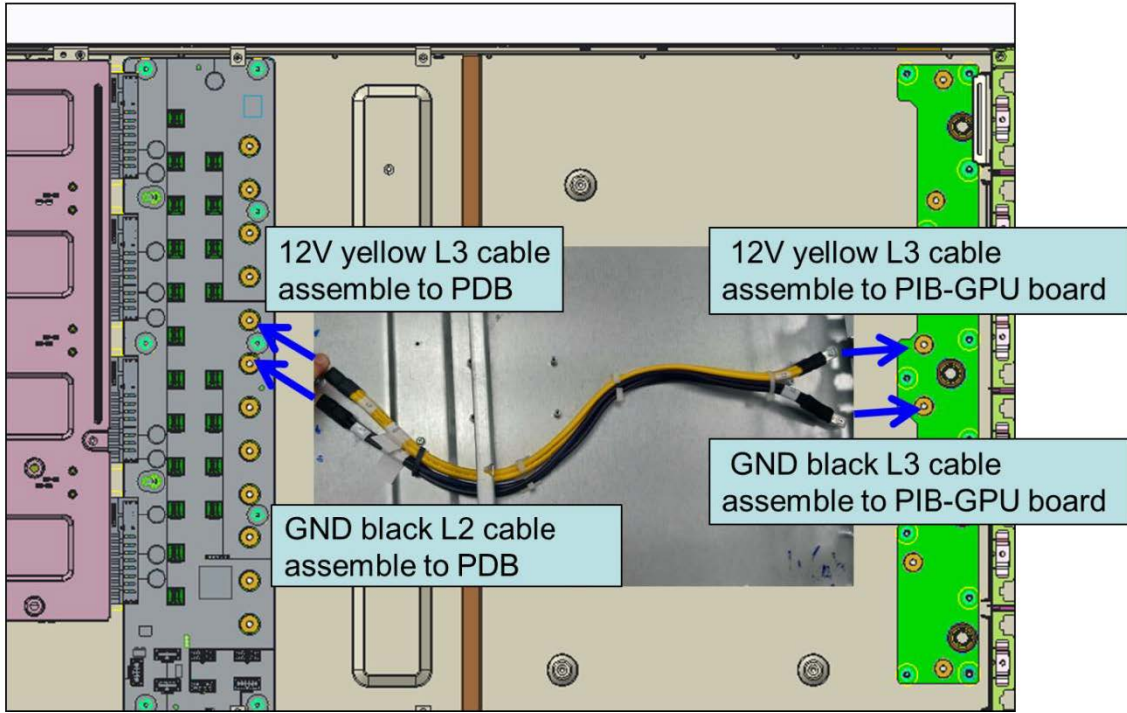 12V yellow L3 cable
assemble to PDB
12V yellow L3 cable
assemble to PIB-GPU board
GND black L2 cable
assemble to PDB
GND black L3 cable
assemble to PIB-GPU board